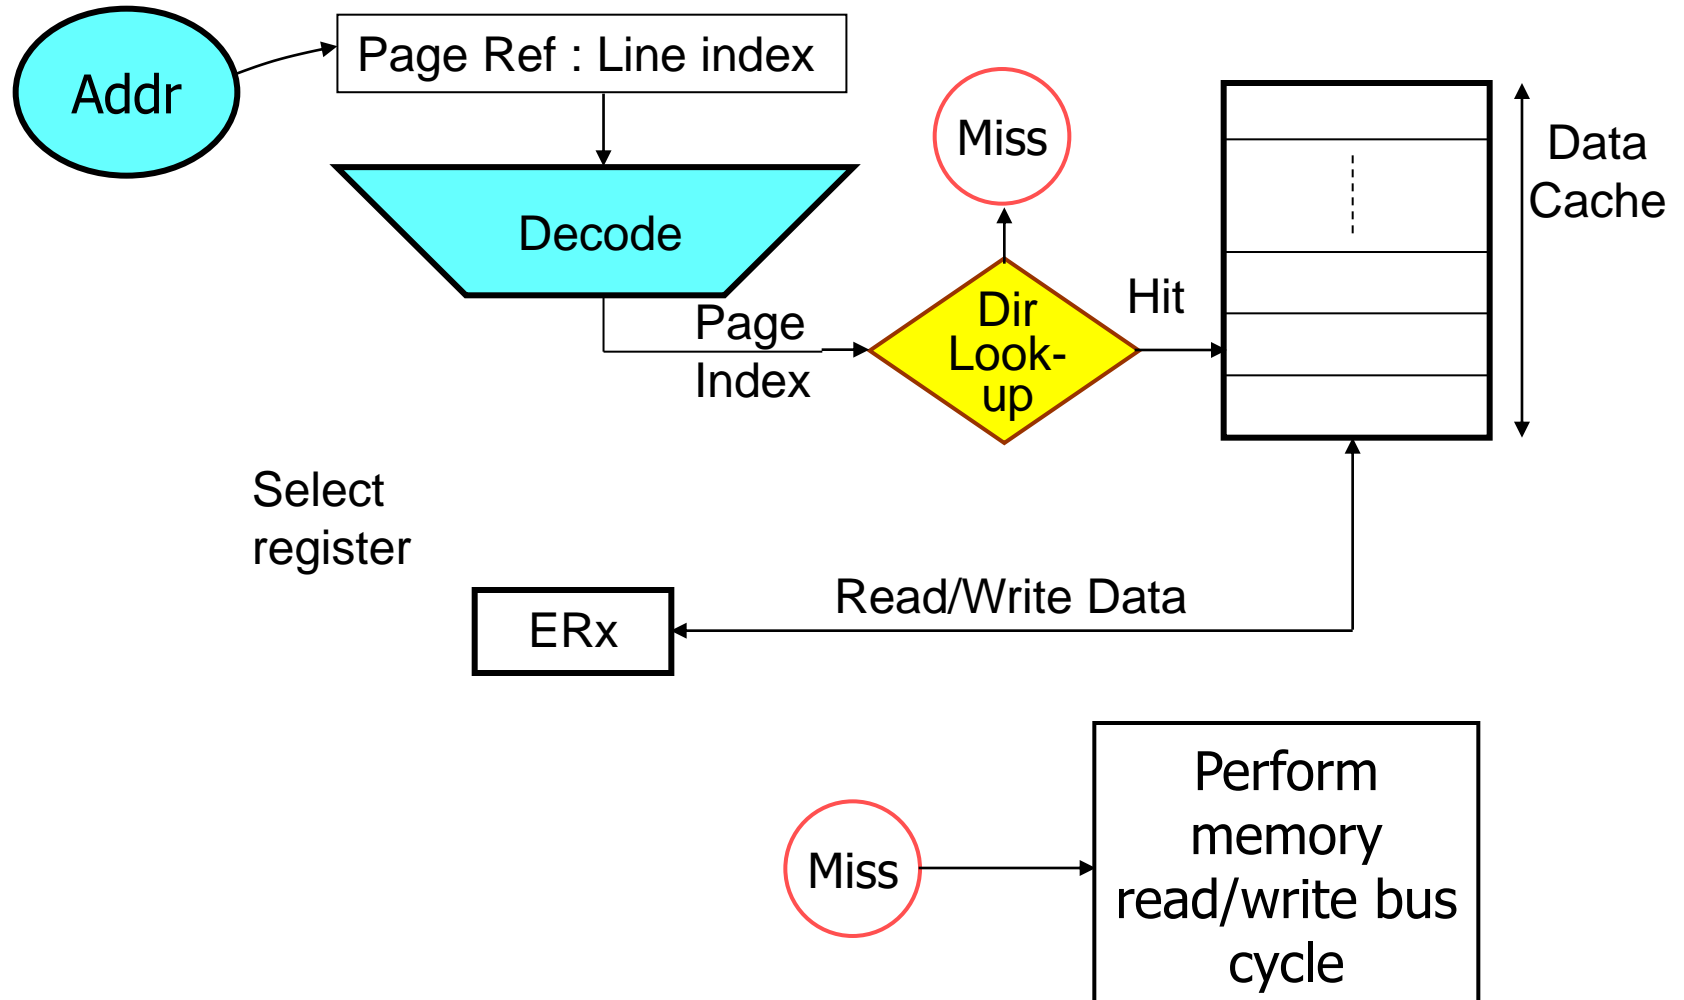 Addr
Page Ref : Line index
Decode
Page
Index
Miss
Dir
Look-
up
Hit
Data
Cache
Select
register
ERx
Read/Write Data
Miss
Perform
memory
read/write bus
cycle